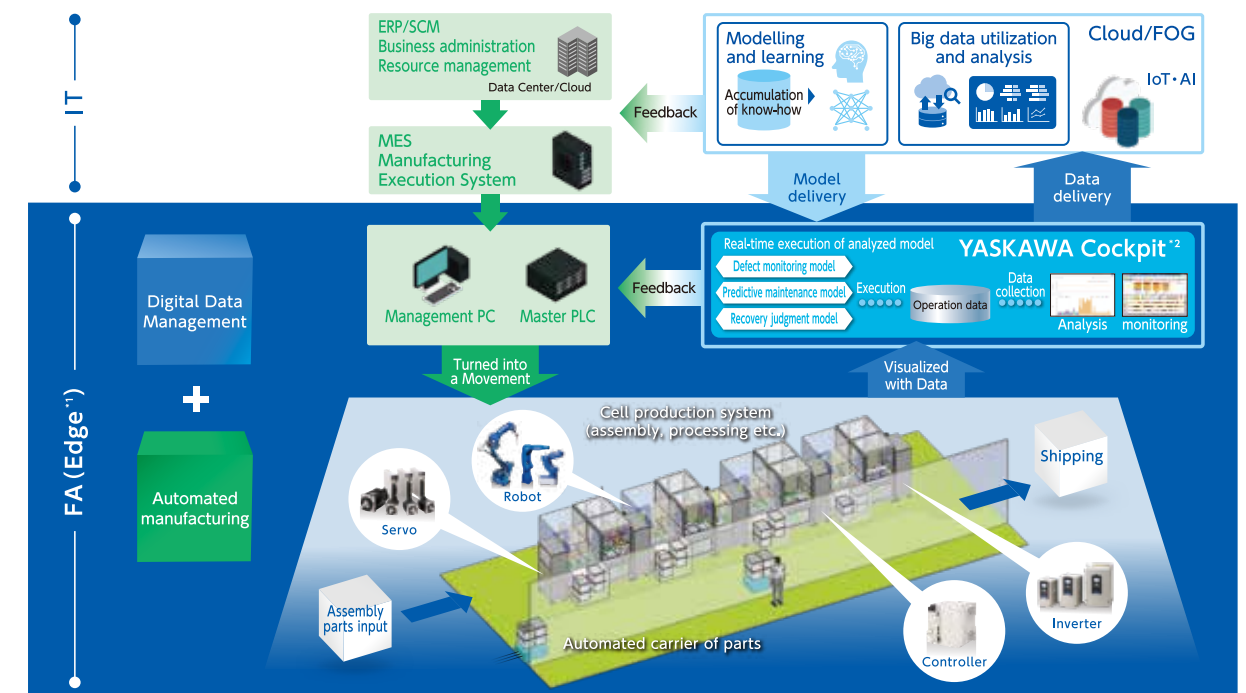 IT
ERP/SCM
Business administration
Resource management
Data Center/Cloud
MES
Manufacturing
Execution System
Feedback
Modelling
and learning
Accumulation
of know-how
Big data utilization
and analysis
Cloud/FOG
IoT・AI
Model
delivery
Data
delivery
FA (Edge*1)
Digital Data
Management
+
Automated
manufacturing
Management PC
Master PLC
Feedback
Real-time execution of analyzed model
YASKAWA Cockpit*2
Defect monitoring model
Predictive maintenance model
Recovery judgment model
Execution
Operation data
Data
collection
Analysis
monitoring
Turned into
a Movement
Visualized
with Data
Cell production system
(assembly, processing etc.)
Robot
Servo
Shipping
Assembly
parts input
Automated carrier of parts
Controller
Inverter